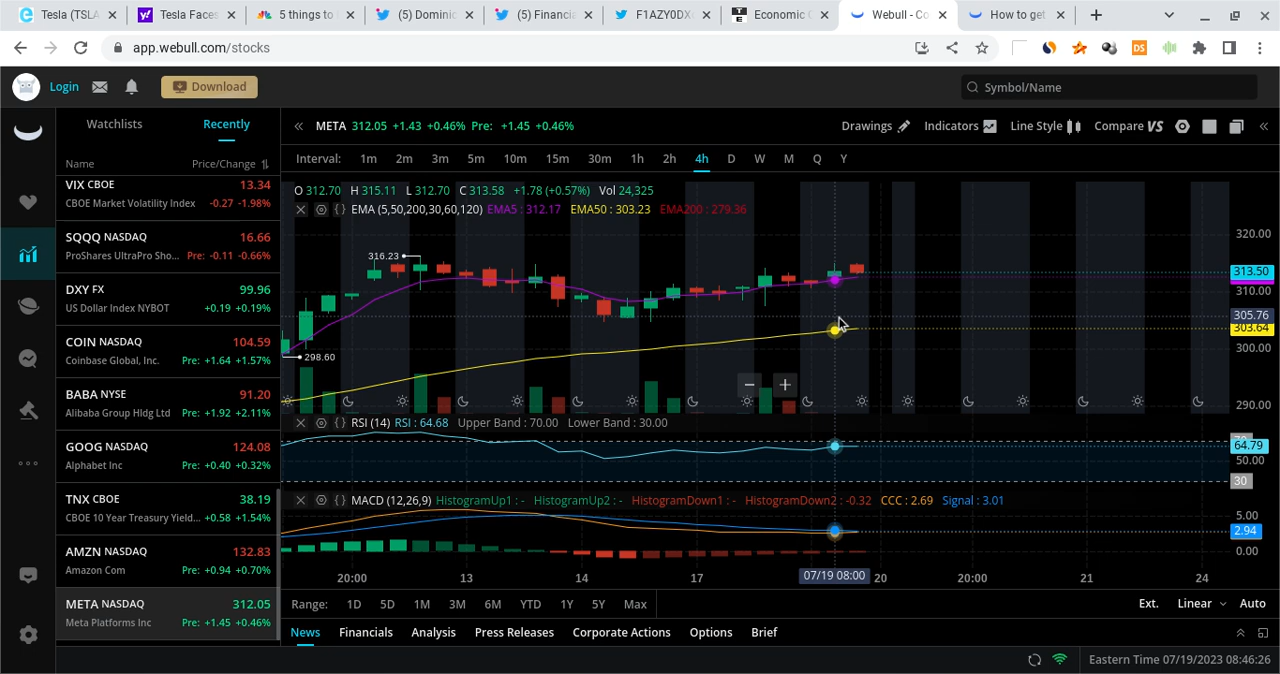 Tesla (TSLA
Tesla Faces
5 things to
(5) Dominic
(5) Financia
F1AZY0DX
Economic C
Webull - Co
How to get
app.webull.com/stocks
Login
Download
Symbol/Name
Watchlists
Recently
META 312.05 +1.43 +0.46% Pre: +1.45 +0.46%
Drawings
Indicators
Line Style
Compare VS
Name Price/Change
Interval: 1m 2m 3m 5m 10m 15m 30m 1h 2h 4h D W M Q Y
VIX CBOE 13.34
CBOE Market Volatility Index -0.27 -1.98%
SQQQ NASDAQ 16.66
ProShares UltraPro Sho... Pre: -0.11 -0.66%
DXY FX 99.96
US Dollar Index NYBOT +0.19 +0.19%
COIN NASDAQ 104.59
Coinbase Global, Inc. Pre: +1.64 +1.57%
BABA NYSE 91.20
Alibaba Group Hldg Ltd Pre: +1.92 +2.11%
GOOG NASDAQ 124.08
Alphabet Inc Pre: +0.40 +0.32%
TNX CBOE 38.19
CBOE 10 Year Treasury Yield... +0.58 +1.54%
AMZN NASDAQ 132.83
Amazon Com Pre: +0.94 +0.70%
META NASDAQ 312.05
Meta Platforms Inc Pre: +1.45 +0.46%
O 312.70 H 315.11 L 312.70 C 313.58 +1.78 (+0.57%) Vol 24,325
EMA (5,50,200,30,60,120) EMA5 : 312.17 EMA50 : 303.23 EMA200 : 279.36
316.23
298.60
320.00
313.50
310.00
305.76
303.64
300.00
290.00
RSI (14) RSI : 64.68 Upper Band : 70.00 Lower Band : 30.00
64.79
50.00
30
MACD (12,26,9) HistogramUp1 : - HistogramUp2 : - HistogramDown1 : - HistogramDown2 : -0.32 CCC : 2.69 Signal : 3.01
5.00
2.94
0.00
20:00 13 14 17 07/19 08:00 20 20:00 21 24
Range: 1D 5D 1M 3M 6M YTD 1Y 5Y Max
Ext. Linear Auto
News Financials Analysis Press Releases Corporate Actions Options Brief
Eastern Time 07/19/2023 08:46:26